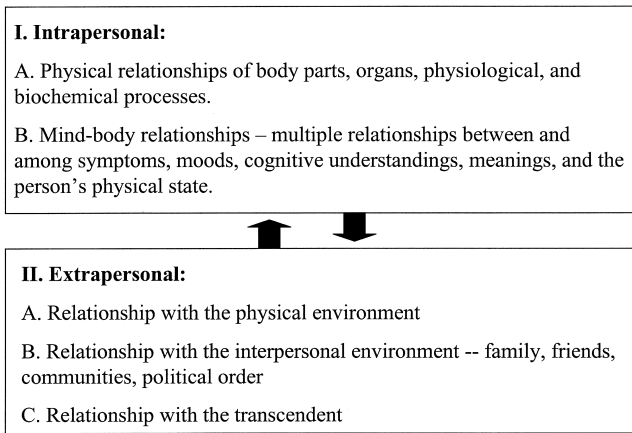 I. Intrapersonal:
A. Physical relationships of body parts, organs, physiological, and
biochemical processes.
B. Mind-body relationships – multiple relationships between and
among symptoms, moods, cognitive understandings, meanings, and the
person’s physical state.
II. Extrapersonal:
A. Relationship with the physical environment
B. Relationship with the interpersonal environment -- family, friends,
communities, political order
C. Relationship with the transcendent